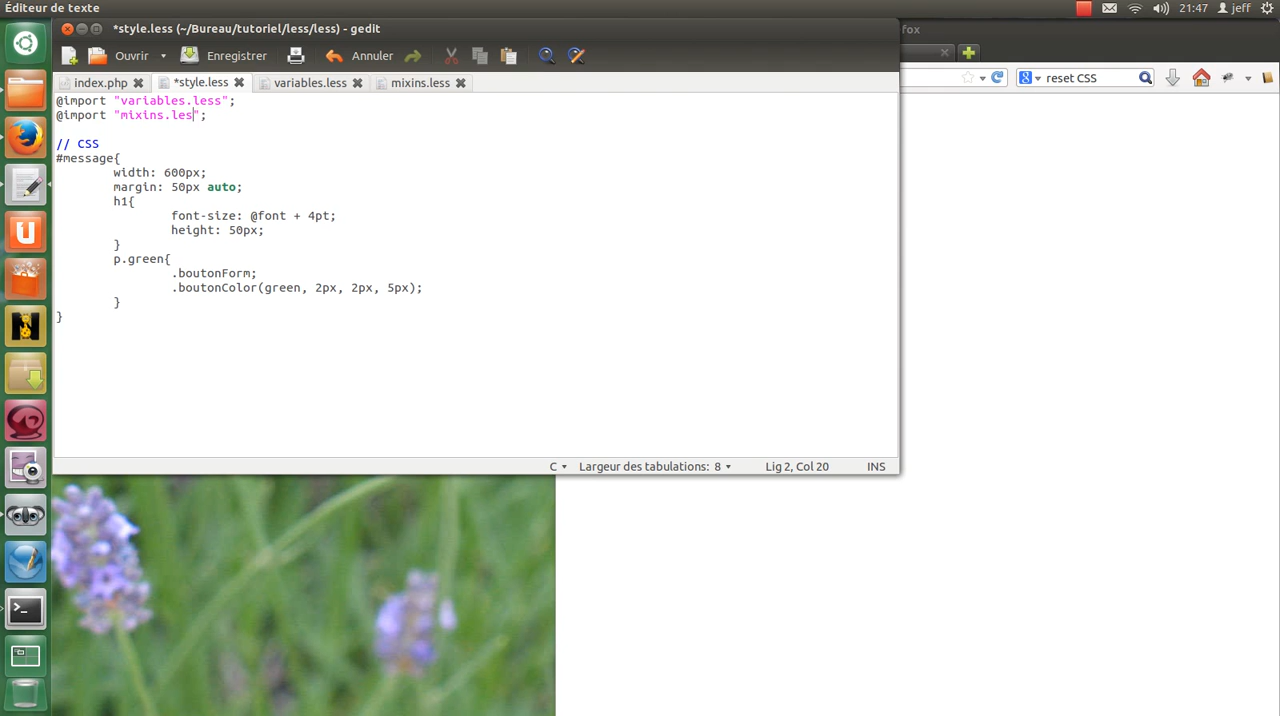 Éditeur de texte
21:47 jeff
*style.less (~/Bureau/tutoriel/less/less) - gedit
fox
Ouvrir Enregistrer Annuler
reset CSS
index.php *style.less variables.less mixins.less
@import "variables.less";
@import "mixins.les";
// CSS
#message{
width: 600px;
margin: 50px auto;
h1{
font-size: @font + 4pt;
height: 50px;
}
p.green{
.boutonForm;
.boutonColor(green, 2px, 2px, 5px);
}
}
C Largeur des tabulations: 8 Lig 2, Col 20 INS